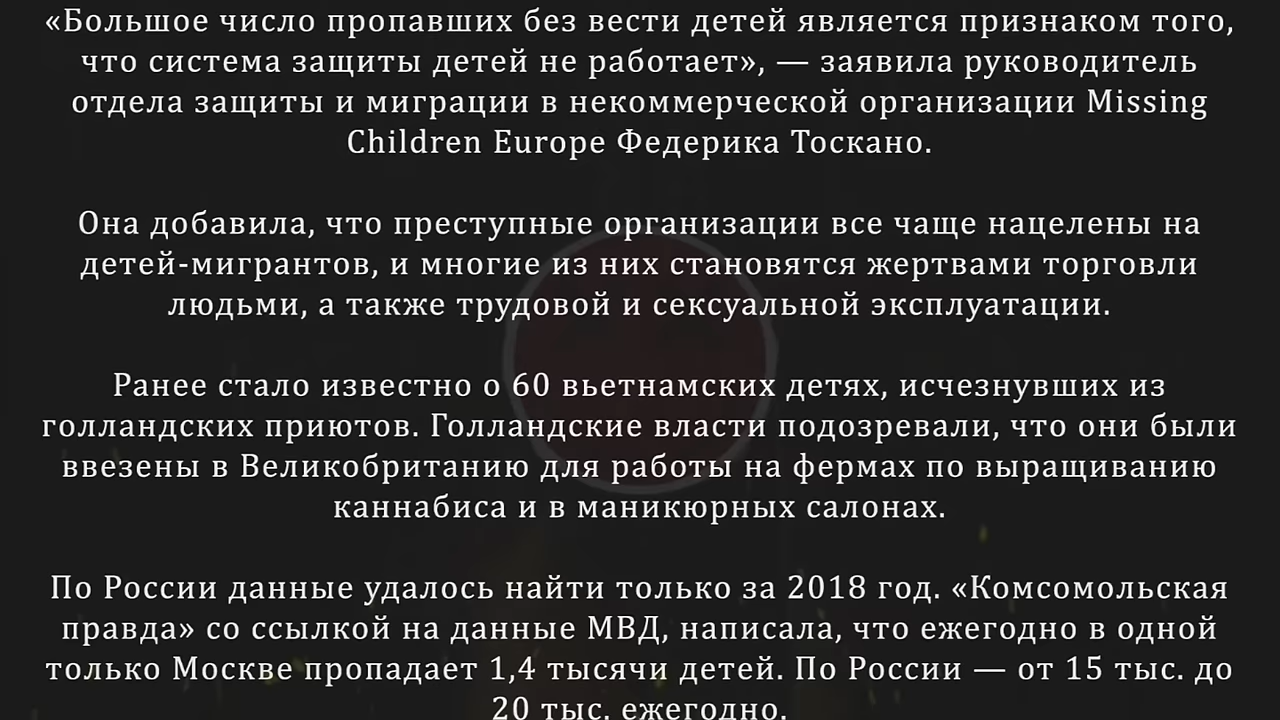 «Большое число пропавших без вести детей является признаком того,
что система защиты детей не работает», — заявила руководитель
отдела защиты и миграции в некоммерческой организации Missing
Children Europe Федерика Тоскано.
Она добавила, что преступные организации все чаще нацелены на
детей-мигрантов, и многие из них становятся жертвами торговли
людьми, а также трудовой и сексуальной эксплуатации.
Ранее стало известно о 60 вьетнамских детях, исчезнувших из
голландских приютов. Голландские власти подозревали, что они были
ввезены в Великобританию для работы на фермах по выращиванию
каннабиса и в маникюрных салонах.
По России данные удалось найти только за 2018 год. «Комсомольская
правда» со ссылкой на данные МВД, написала, что ежегодно в одной
только Москве пропадает 1,4 тысячи детей. По России — от 15 тыс. до
20 тыс. ежегодно.